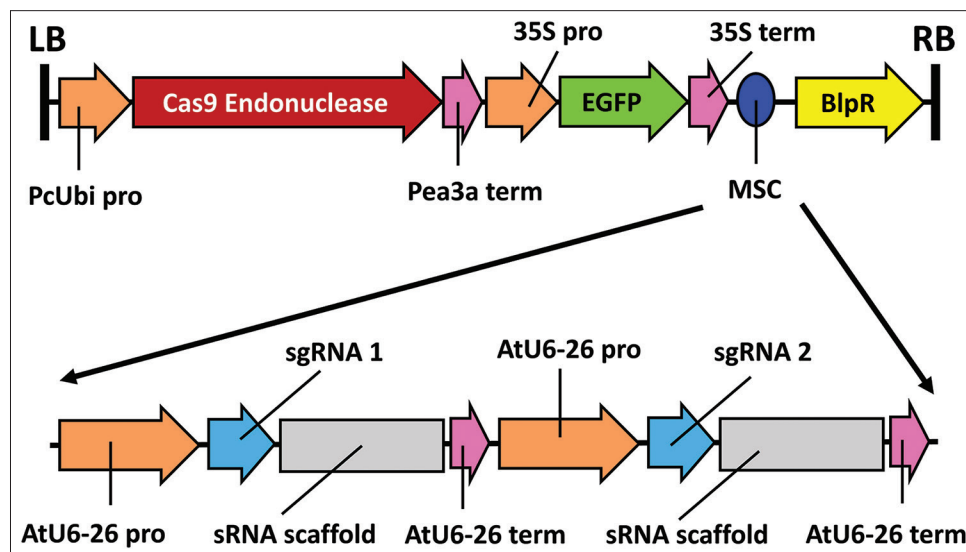 LB
35S pro
35S term
RB
Cas9 Endonuclease
EGFP
BlpR
PcUbi pro
Pea3a term
MSC
sgRNA 1
AtU6-26 pro
sgRNA 2
AtU6-26 pro
sRNA scaffold
AtU6-26 term
sRNA scaffold
AtU6-26 term